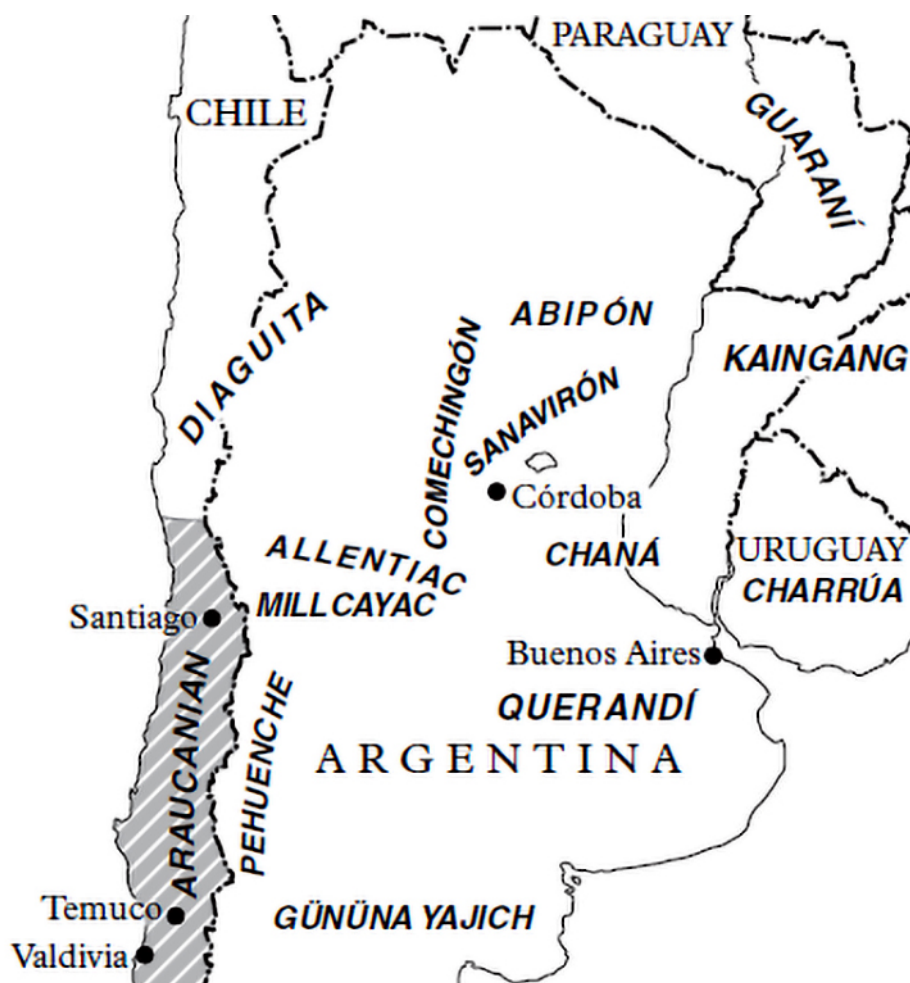 PARAGUAY
CHILE
GUARANÍ
DIAGUITA
ABIPÓN
COMECHINGÓN
SANAVIRÓN
KAINGANG
Córdoba
ALLENTIAC
CHANÁ
URUGUAY
CHARRÚA
MILLCAYAC
Santiago
Buenos Aires
ARAUCANIAN
PEHUENCHE
QUERANDÍ
ARGENTINA
Temuco
GÜNÜNA YAJICH
Valdivia